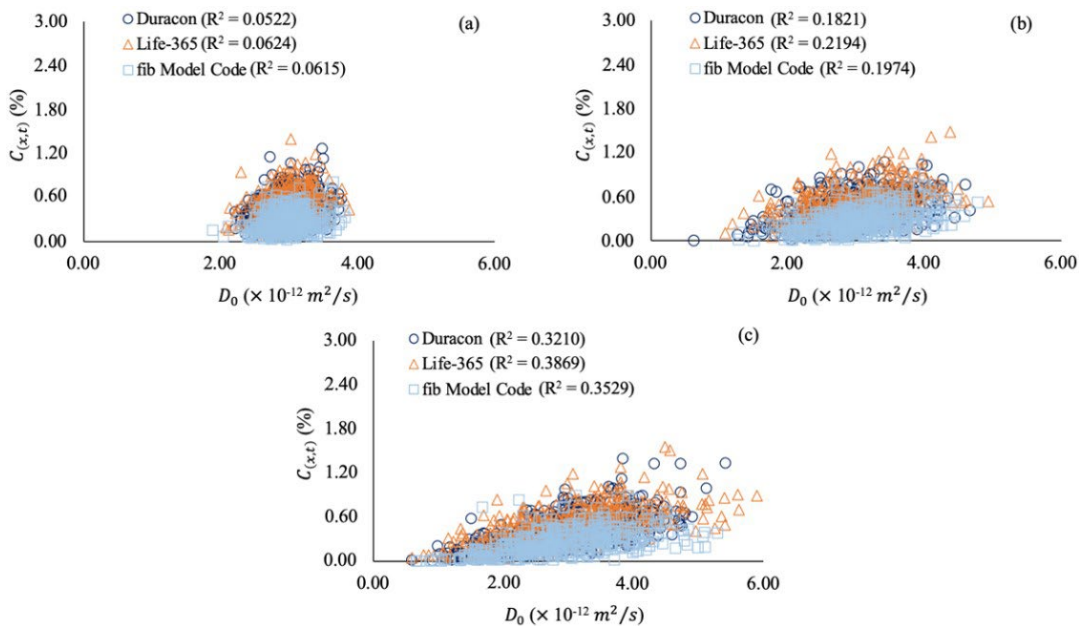 3.00
2.40
1.80
1.20
0.60
0.00
C(x,t) (%)
Duracon (R² = 0.0522)
Life-365 (R² = 0.0624)
fib Model Code (R² = 0.0615)
(a)
0.00 2.00 4.00 6.00
D₀ (× 10⁻¹² m²/s)
3.00
2.40
1.80
1.20
0.60
0.00
C(x,t) (%)
Duracon (R² = 0.1821)
Life-365 (R² = 0.2194)
fib Model Code (R² = 0.1974)
(b)
0.00 2.00 4.00 6.00
D₀ (× 10⁻¹² m²/s)
3.00
2.40
1.80
1.20
0.60
0.00
C(x,t) (%)
Duracon (R² = 0.3210)
Life-365 (R² = 0.3869)
fib Model Code (R² = 0.3529)
(c)
0.00 2.00 4.00 6.00
D₀ (× 10⁻¹² m²/s)